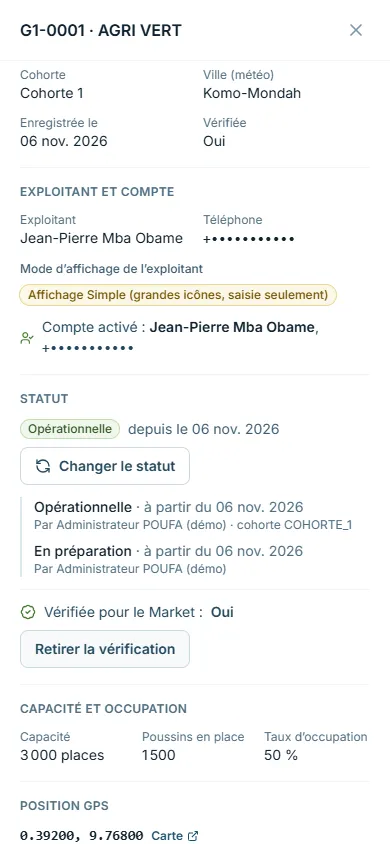 G1-0001 · AGRI VERT
Cohorte Ville (météo)
Cohorte 1 Komo-Mondah
Enregistrée le Vérifiée
06 nov. 2026 Oui
EXPLOITANT ET COMPTE
Exploitant Téléphone
Jean-Pierre Mba Obame +•••••••••••
Mode d’affichage de l’exploitant
Affichage Simple (grandes icônes, saisie seulement)
Compte activé : Jean-Pierre Mba Obame,
+•••••••••••
STATUT
Opérationnelle depuis le 06 nov. 2026
Changer le statut
Opérationnelle · à partir du 06 nov. 2026
Par Administrateur POUFA (démo) · cohorte COHORTE_1
En préparation · à partir du 06 nov. 2026
Par Administrateur POUFA (démo)
Vérifiée pour le Market : Oui
Retirer la vérification
CAPACITÉ ET OCCUPATION
Capacité Poussins en place Taux d’occupation
3 000 places 1 500 50 %
POSITION GPS
0.39200, 9.76800 Carte